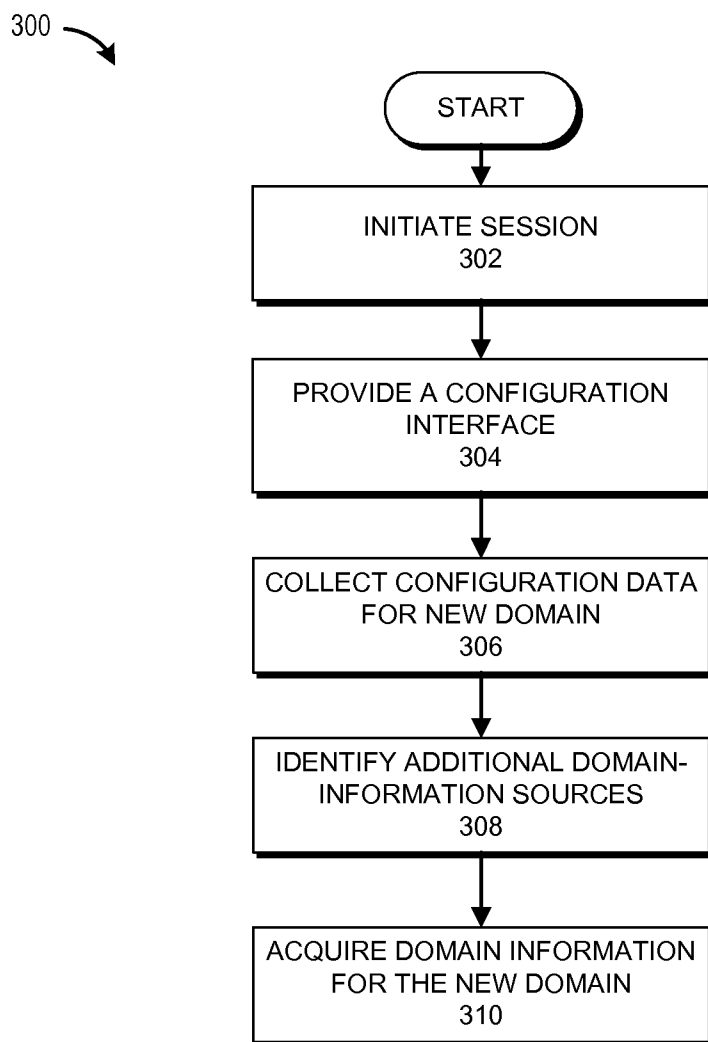 300
START
INITIATE SESSION
302
PROVIDE A CONFIGURATION
INTERFACE
304
COLLECT CONFIGURATION DATA
FOR NEW DOMAIN
306
IDENTIFY ADDITIONAL DOMAIN-
INFORMATION SOURCES
308
ACQUIRE DOMAIN INFORMATION
FOR THE NEW DOMAIN
310